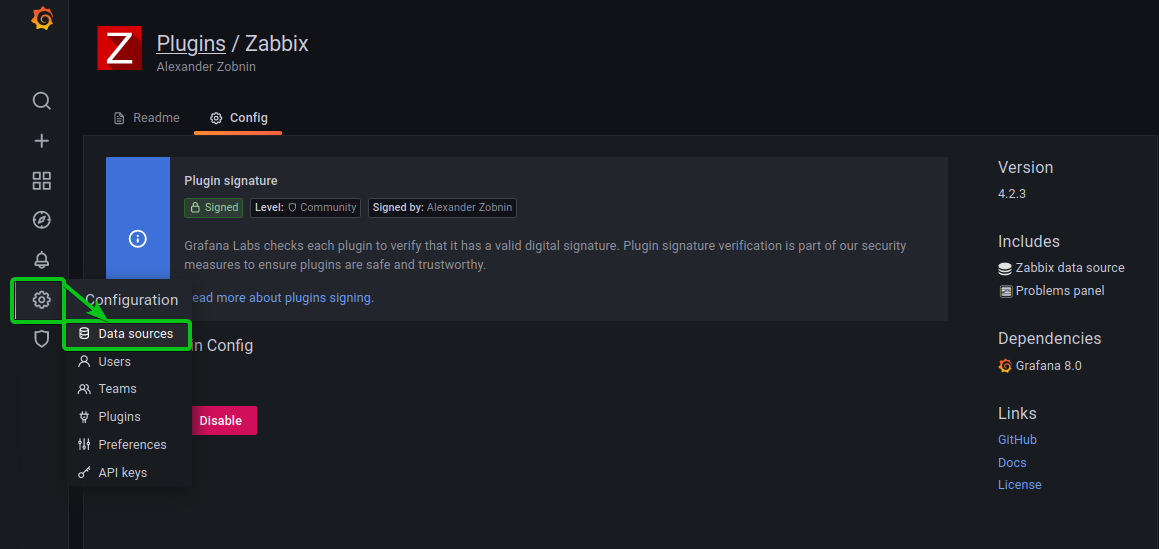 Z
Plugins / Zabbix
Alexander Zobnin
Readme
Config
Plugin signature
Signed
Level: Community
Signed by: Alexander Zobnin
Grafana Labs checks each plugin to verify that it has a valid digital signature. Plugin signature verification is part of our security
measures to ensure plugins are safe and trustworthy.
ead more about plugins signing.
in Config
Disable
Configuration
Data sources
Users
Teams
Plugins
Preferences
API keys
Version
4.2.3
Includes
Zabbix data source
Problems panel
Dependencies
Grafana 8.0
Links
GitHub
Docs
License